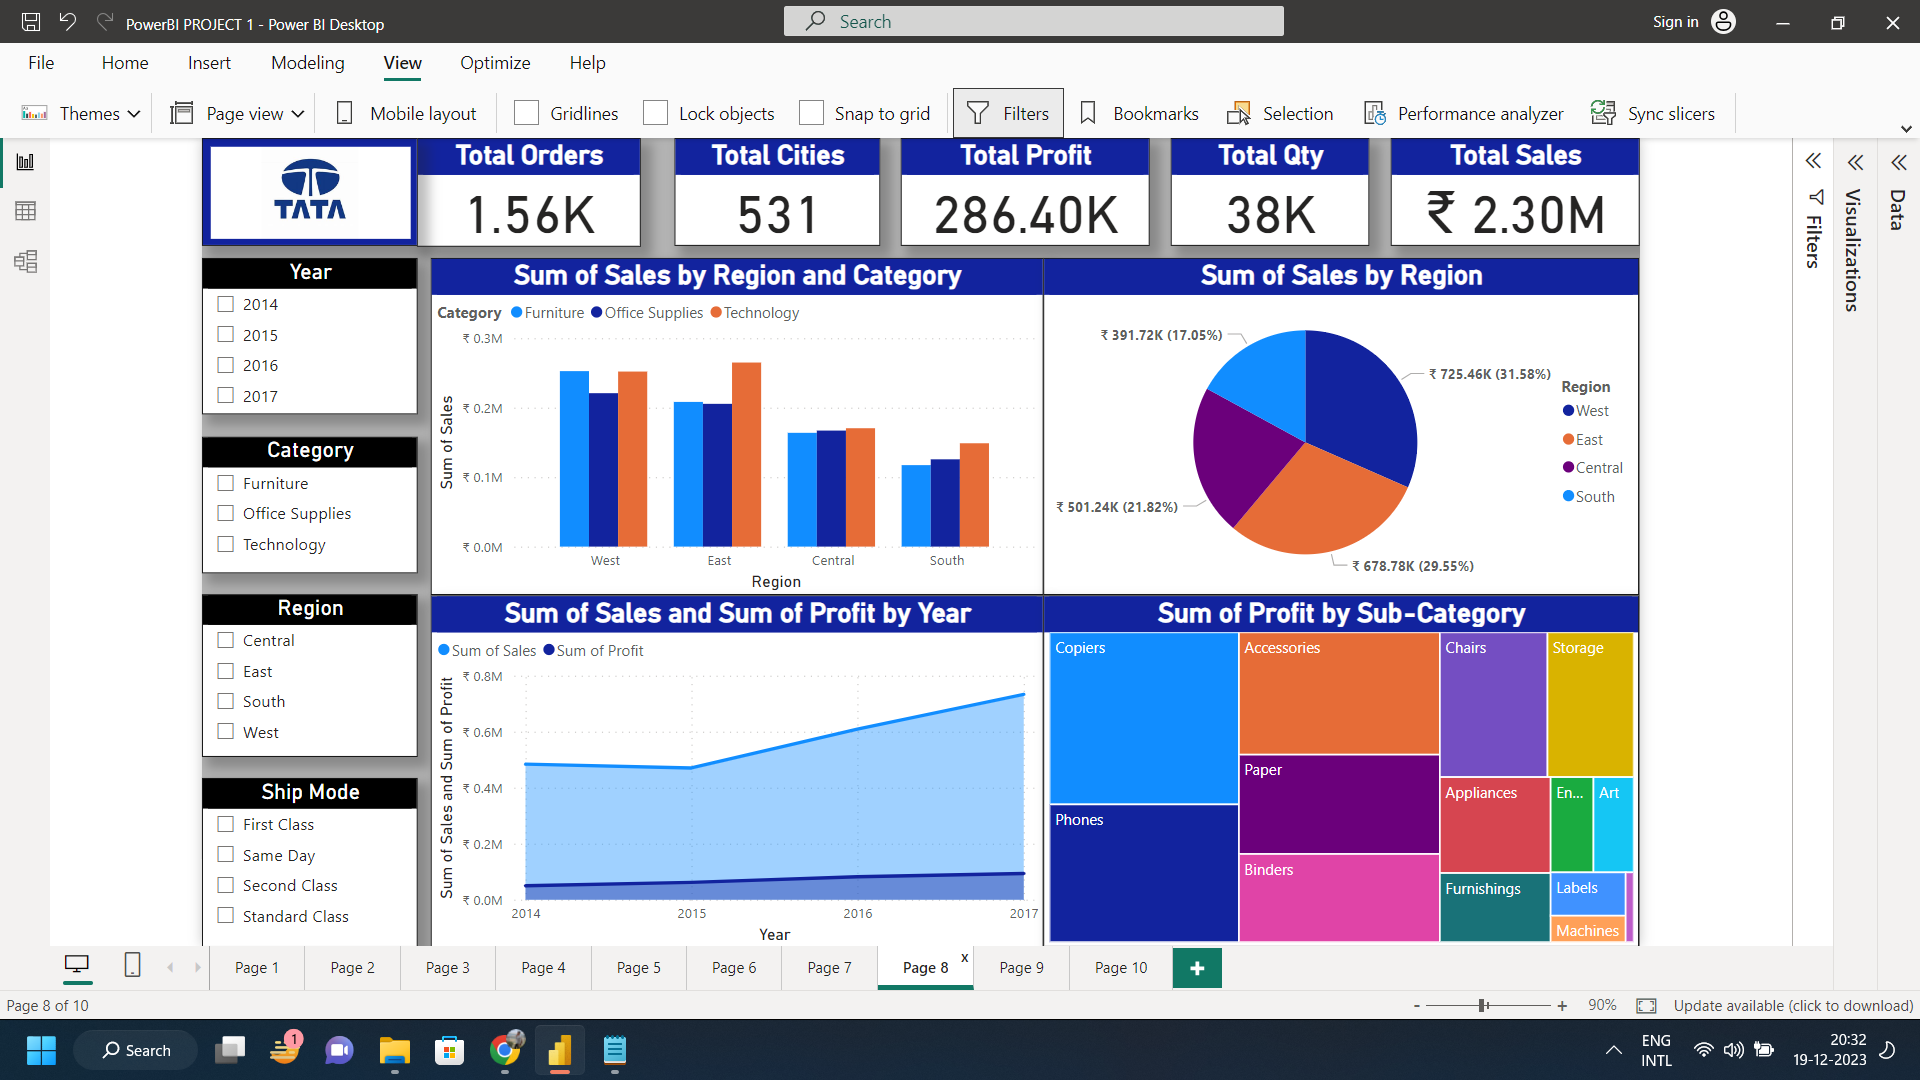 PowerBI PROJECT 1 - Power BI Desktop
Search
Sign in
File Home Insert Modeling View Optimize Help
Themes Page view Mobile layout Gridlines Lock objects Snap to grid Filters Bookmarks Selection Performance analyzer Sync slicers
TATA
Total Orders
1.56K
Total Cities
531
Total Profit
286.40K
Total Qty
38K
Total Sales
₹ 2.30M
Filters
Visualizations
Data
Year
2014
2015
2016
2017
Category
Furniture
Office Supplies
Technology
Region
Central
East
South
West
Ship Mode
First Class
Same Day
Second Class
Standard Class
Sum of Sales by Region and Category
Category Furniture Office Supplies Technology
Sum of Sales
₹ 0.3M
₹ 0.2M
₹ 0.1M
₹ 0.0M
West East Central South
Region
Sum of Sales by Region
₹ 391.72K (17.05%)
₹ 725.46K (31.58%)
₹ 501.24K (21.82%)
₹ 678.78K (29.55%)
Region
West
East
Central
South
Sum of Sales and Sum of Profit by Year
Sum of Sales Sum of Profit
Sum of Sales and Sum of Profit
₹ 0.8M
₹ 0.6M
₹ 0.4M
₹ 0.2M
₹ 0.0M
2014 2015 2016 2017
Year
Sum of Profit by Sub-Category
Copiers
Phones
Accessories
Paper
Binders
Chairs
Storage
Appliances
En...
Art
Furnishings
Labels
Machines
Page 1 Page 2 Page 3 Page 4 Page 5 Page 6 Page 7 Page 8 x Page 9 Page 10 +
Page 8 of 10
- + 90% Update available (click to download)
Search
1
ENG
INTL
20:32
19-12-2023